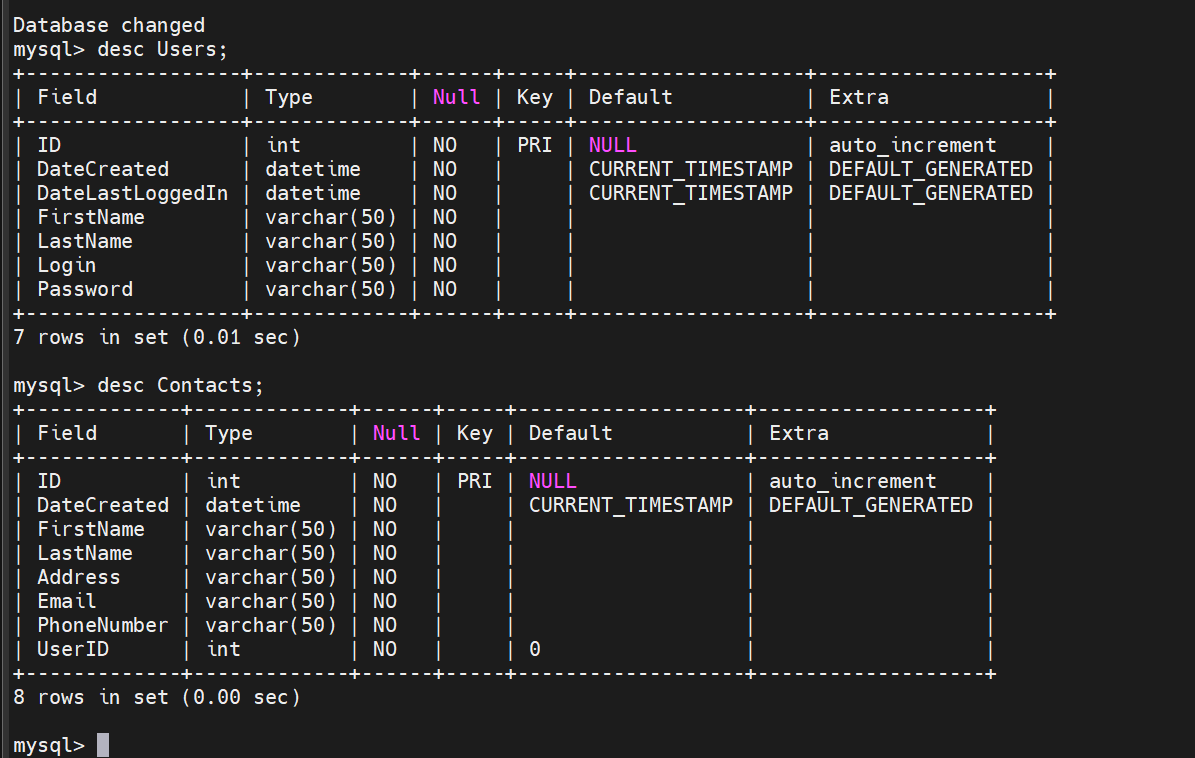 Database changed
mysql> desc Users;
+-------------------+-------------+------+-----+-------------------+-------------------+
| Field             | Type        | Null | Key | Default           | Extra             |
+-------------------+-------------+------+-----+-------------------+-------------------+
| ID                | int         | NO   | PRI | NULL              | auto_increment    |
| DateCreated       | datetime    | NO   |     | CURRENT_TIMESTAMP | DEFAULT_GENERATED |
| DateLastLoggedIn  | datetime    | NO   |     | CURRENT_TIMESTAMP | DEFAULT_GENERATED |
| FirstName         | varchar(50) | NO   |     |                   |                   |
| LastName          | varchar(50) | NO   |     |                   |                   |
| Login             | varchar(50) | NO   |     |                   |                   |
| Password          | varchar(50) | NO   |     |                   |                   |
+-------------------+-------------+------+-----+-------------------+-------------------+
7 rows in set (0.01 sec)

mysql> desc Contacts;
+-------------+-------------+------+-----+-------------------+-------------------+
| Field       | Type        | Null | Key | Default           | Extra             |
+-------------+-------------+------+-----+-------------------+-------------------+
| ID          | int         | NO   | PRI | NULL              | auto_increment    |
| DateCreated | datetime    | NO   |     | CURRENT_TIMESTAMP | DEFAULT_GENERATED |
| FirstName   | varchar(50) | NO   |     |                   |                   |
| LastName    | varchar(50) | NO   |     |                   |                   |
| Address     | varchar(50) | NO   |     |                   |                   |
| Email       | varchar(50) | NO   |     |                   |                   |
| PhoneNumber | varchar(50) | NO   |     |                   |                   |
| UserID      | int         | NO   |     | 0                 |                   |
+-------------+-------------+------+-----+-------------------+-------------------+
8 rows in set (0.00 sec)

mysql>